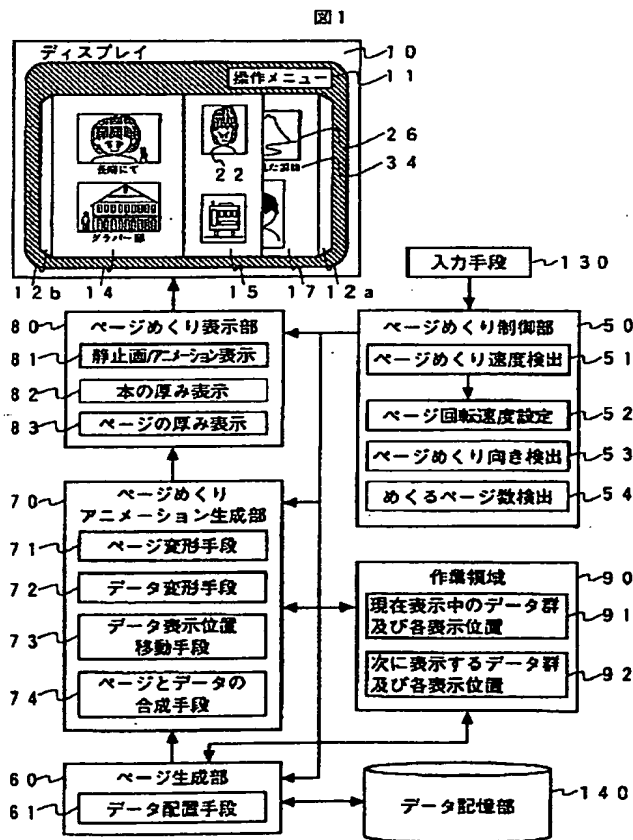 図1
ディスプレイ
10
操作メニュー
11
26
34
長崎にて
22
グラバー邸
12b
14
15
17
12a
入力手段
130
80
ページめくり表示部
81
静止画/アニメーション表示
82
本の厚み表示
83
ページの厚み表示
ページめくり制御部
50
ページめくり速度検出
51
ページ回転速度設定
52
ページめくり向き検出
53
めくるページ数検出
54
70
ページめくり
アニメーション生成部
71
ページ変形手段
72
データ変形手段
73
データ表示位置
移動手段
74
ページとデータの
合成手段
作業領域
90
現在表示中のデータ群
及び各表示位置
91
次に表示するデータ群
及び各表示位置
92
60
ページ生成部
61
データ配置手段
データ記憶部
140